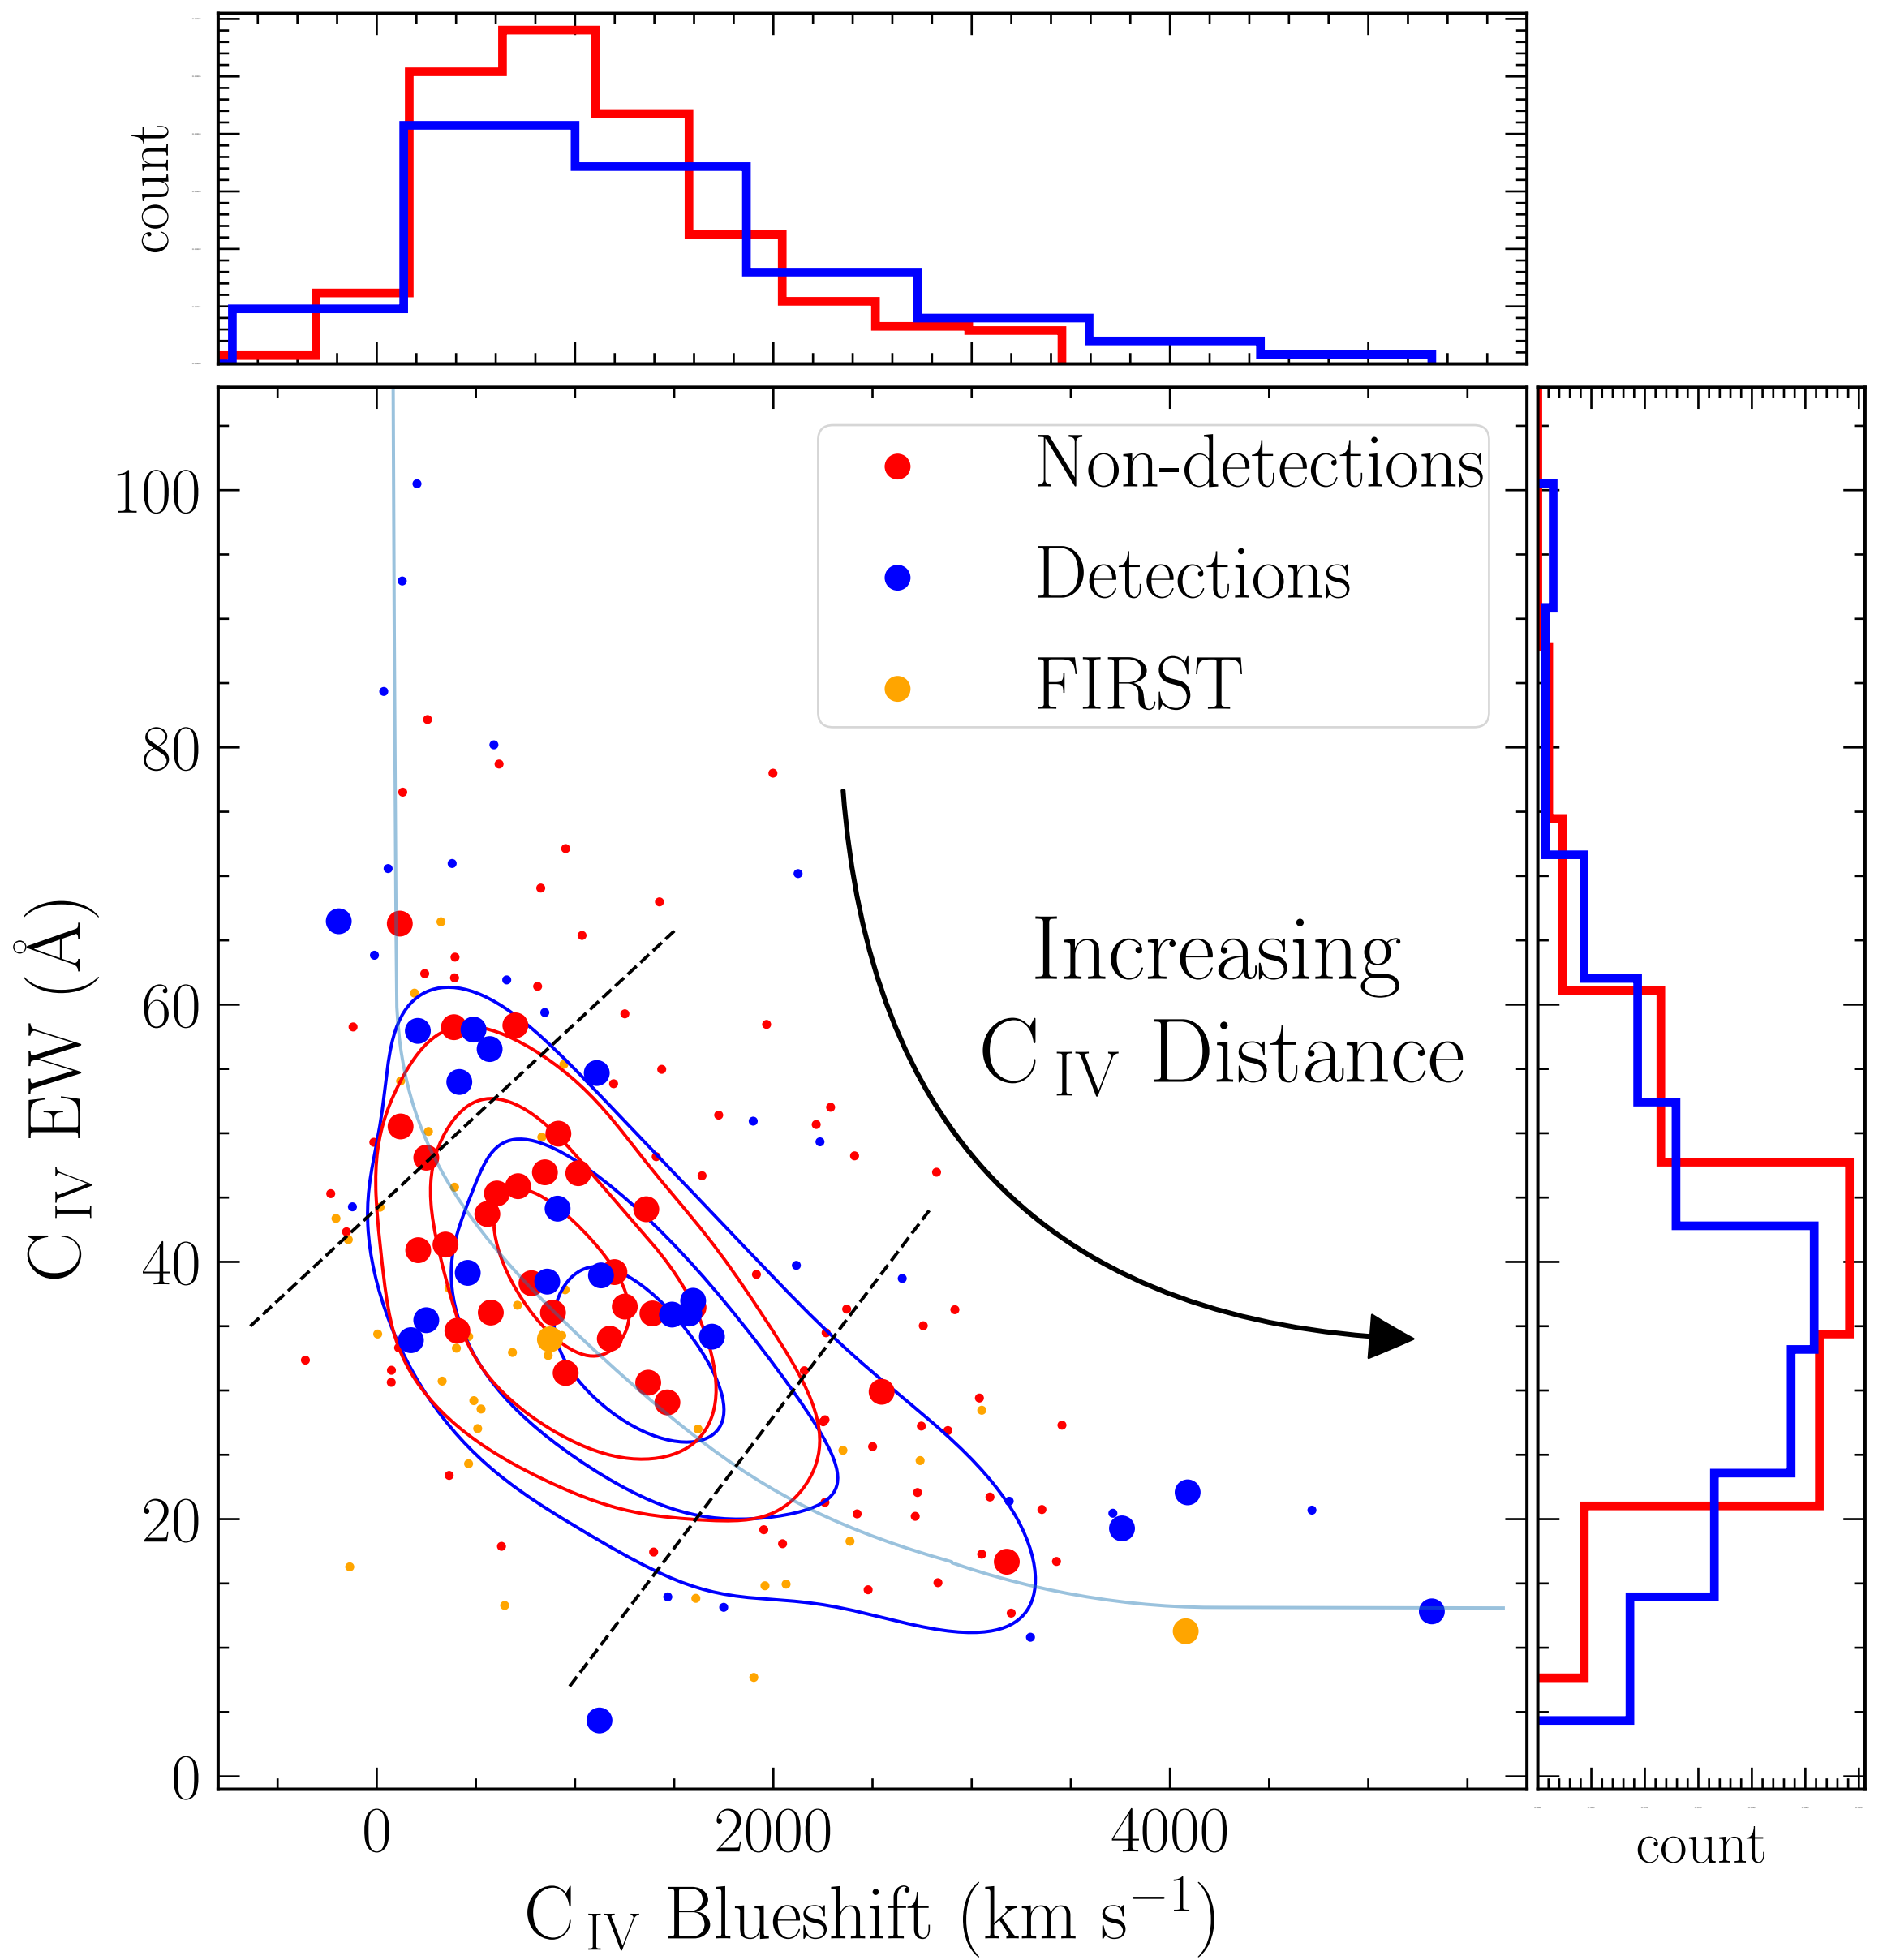 count
Non-detections
Detections
FIRST
Increasing
C IV Distance
100
80
60
40
20
0
C IV EW (Å)
0 2000 4000
C IV Blueshift (km s⁻¹)
count